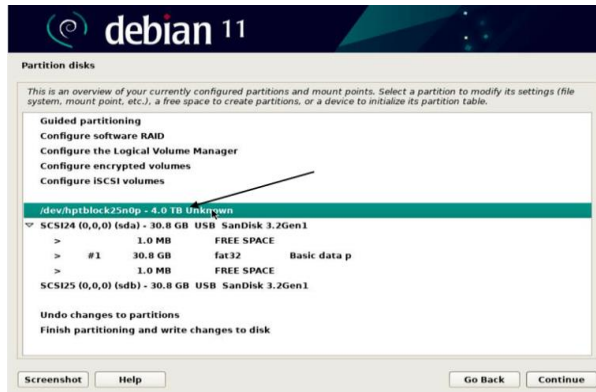 debian 11
Partition disks
This is an overview of your currently configured partitions and mount points. Select a partition to modify its settings (file
system, mount point, etc.), a free space to create partitions, or a device to initialize its partition table.
Guided partitioning
Configure software RAID
Configure the Logical Volume Manager
Configure encrypted volumes
Configure iSCSI volumes
/dev/hptblock25n0p - 4.0 TB Unknown
SCSI24 (0,0,0) (sda) - 30.8 GB USB SanDisk 3.2Gen1
> 1.0 MB FREE SPACE
> #1 30.8 GB fat32 Basic data p
> 1.0 MB FREE SPACE
SCSI25 (0,0,0) (sdb) - 30.8 GB USB SanDisk 3.2Gen1
Undo changes to partitions
Finish partitioning and write changes to disk
Screenshot Help Go Back Continue